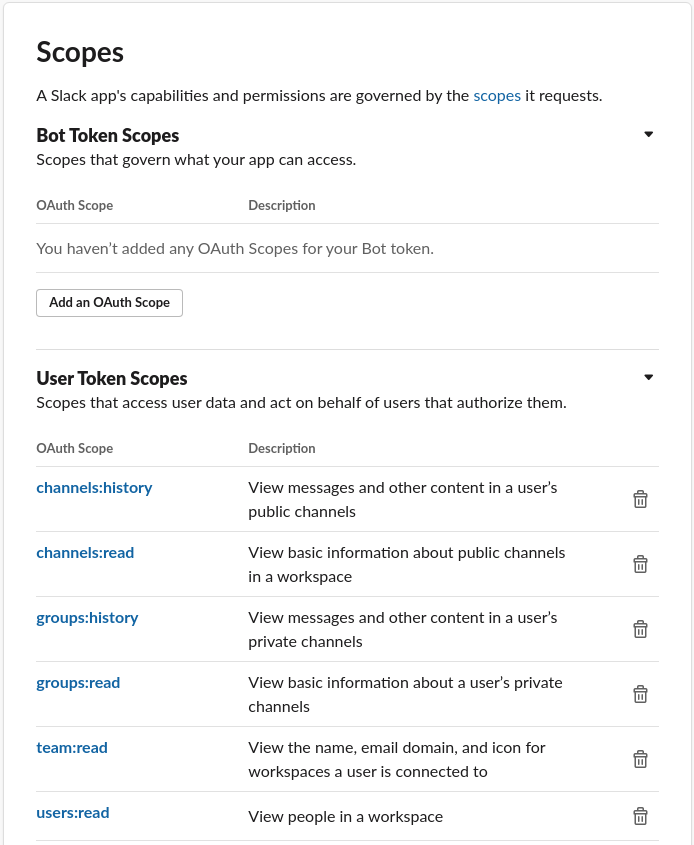 Scopes
A Slack app's capabilities and permissions are governed by the scopes it requests.
Bot Token Scopes
Scopes that govern what your app can access.
OAuth Scope Description
You haven’t added any OAuth Scopes for your Bot token.
Add an OAuth Scope
User Token Scopes
Scopes that access user data and act on behalf of users that authorize them.
OAuth Scope Description
channels:history View messages and other content in a user’s
public channels
channels:read View basic information about public channels
in a workspace
groups:history View messages and other content in a user’s
private channels
groups:read View basic information about a user’s private
channels
team:read View the name, email domain, and icon for
workspaces a user is connected to
users:read View people in a workspace